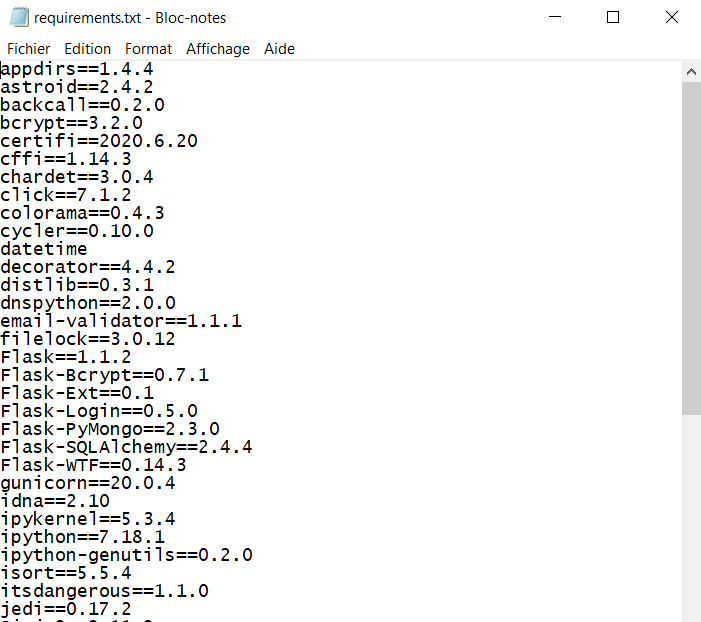 requirements.txt - Bloc-notes
Fichier Edition Format Affichage Aide
appdirs==1.4.4
astroid==2.4.2
backcall==0.2.0
bcrypt==3.2.0
certifi==2020.6.20
cffi==1.14.3
chardet==3.0.4
click==7.1.2
colorama==0.4.3
cycler==0.10.0
datetime
decorator==4.4.2
distlib==0.3.1
dnspython==2.0.0
email-validator==1.1.1
filelock==3.0.12
Flask==1.1.2
Flask-Bcrypt==0.7.1
Flask-Ext==0.1
Flask-Login==0.5.0
Flask-PyMongo==2.3.0
Flask-SQLAlchemy==2.4.4
Flask-WTF==0.14.3
gunicorn==20.0.4
idna==2.10
ipykernel==5.3.4
ipython==7.18.1
ipython-genutils==0.2.0
isort==5.5.4
itsdangerous==1.1.0
jedi==0.17.2